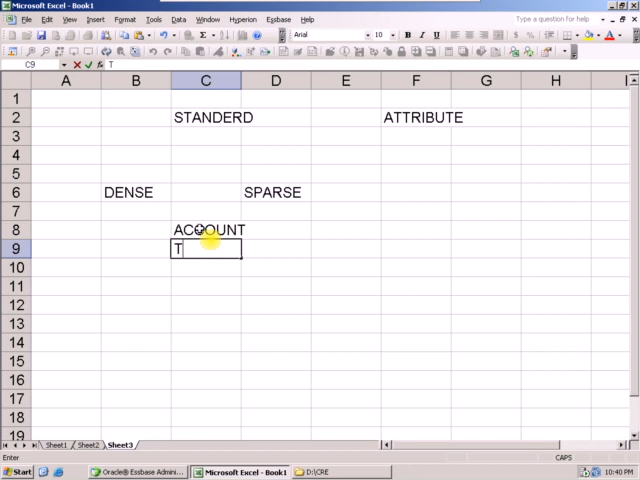 Microsoft Excel - Book1
File Edit View Insert Format Tools Data Window Hyperion Essbase Help Type a question for help
Arial 10 B I U
C9 T
A B C D E F G H I
1
2 STANDERD ATTRIBUTE
3
4
5
6 DENSE SPARSE
7
8 ACCOUNT
9 T
10
11
12
13
14
15
16
17
18
19
Sheet1 Sheet2 Sheet3
Enter CAPS
Start Oracle® Essbase Admini... Microsoft Excel - Book1 D:\CRE 10:40 PM